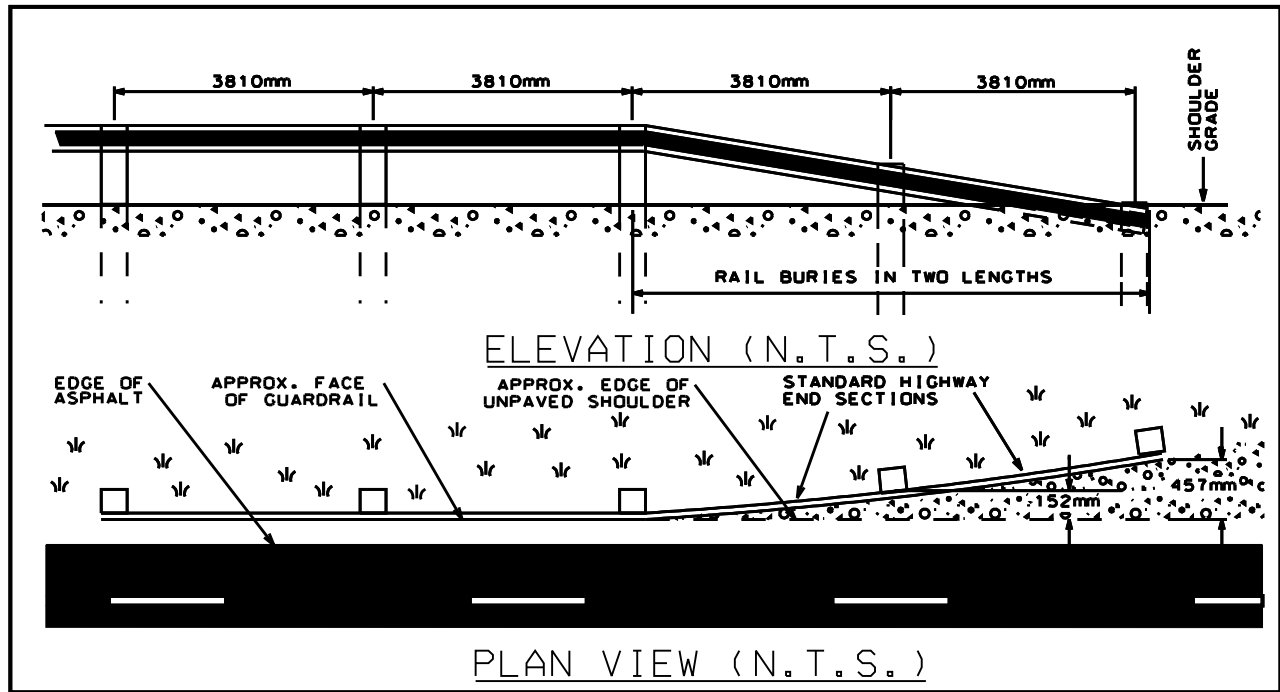 3810mm
3810mm
3810mm
3810mm
SHOULDER
GRADE
RAIL BURIES IN TWO LENGTHS
ELEVATION (N.T.S.)
EDGE OF
ASPHALT
APPROX. FACE
OF GUARDRAIL
APPROX. EDGE OF
UNPAVED SHOULDER
STANDARD HIGHWAY
END SECTIONS
457mm
152mm
PLAN VIEW (N.T.S.)